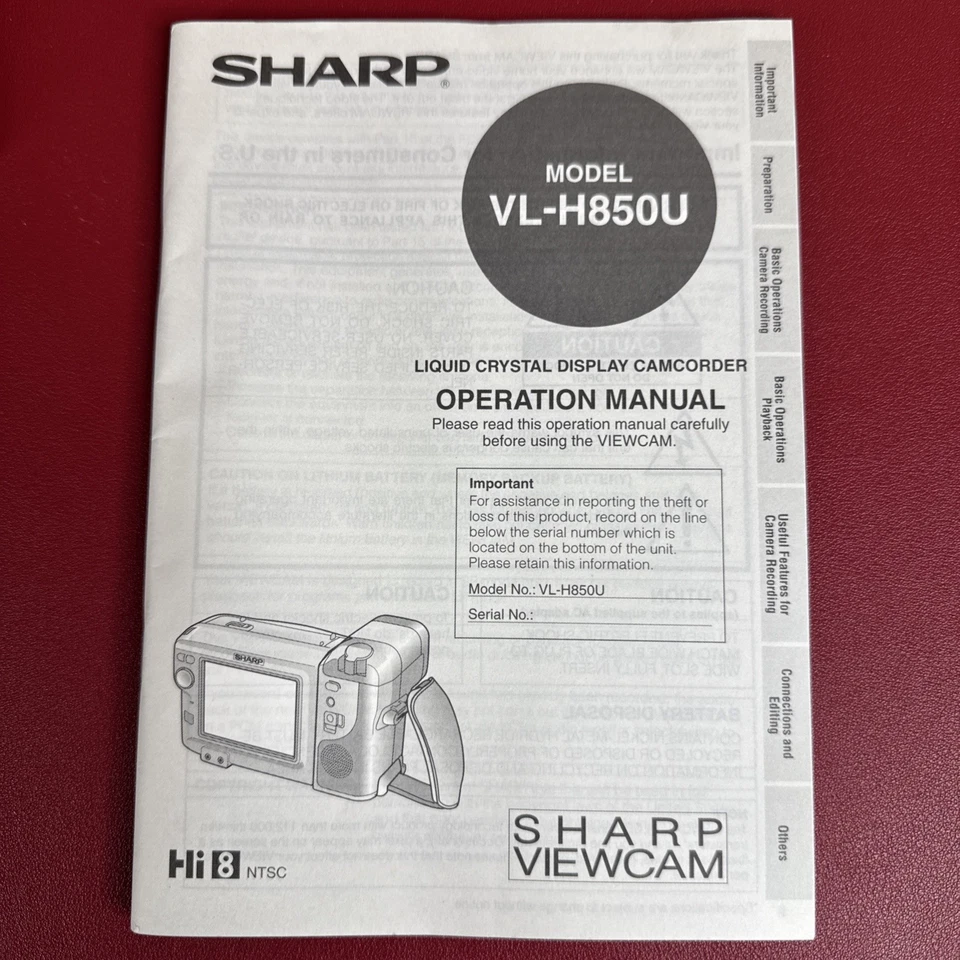 SHARP®
MODEL
VL-H850U
LIQUID CRYSTAL DISPLAY CAMCORDER
OPERATION MANUAL
Please read this operation manual carefully
before using the VIEWCAM.
Important
For assistance in reporting the theft or
loss of this product, record on the line
below the serial number which is
located on the bottom of the unit.
Please retain this information.
Model No.: VL-H850U
Serial No.:
SHARP
Hi 8 NTSC
SHARP
VIEWCAM
Important
Information
Preparation
Basic Operations
Camera Recording
Basic Operations
Playback
Useful Features for
Camera Recording
Connections and
Editing
Others